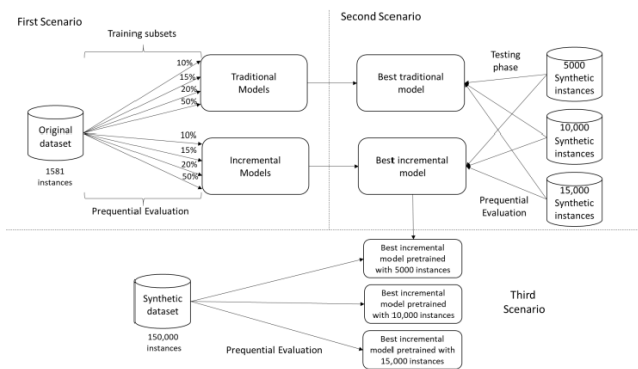 First Scenario
Second Scenario
Training subsets
10%
15%
20%
50%
Traditional
Models
Best traditional
model
Testing
phase
5000
Synthetic
instances
Original
dataset
1581
instances
10%
15%
20%
50%
Incremental
Models
Best incremental
model
10,000
Synthetic
instances
15,000
Synthetic
instances
Prequential Evaluation
Prequential
Evaluation
Best incremental
model pretrained
with 5000 instances
Synthetic
dataset
150,000
instances
Best incremental
model pretrained
with 10,000 instances
Third
Scenario
Prequential Evaluation
Best incremental
model pretrained with
15,000 instances